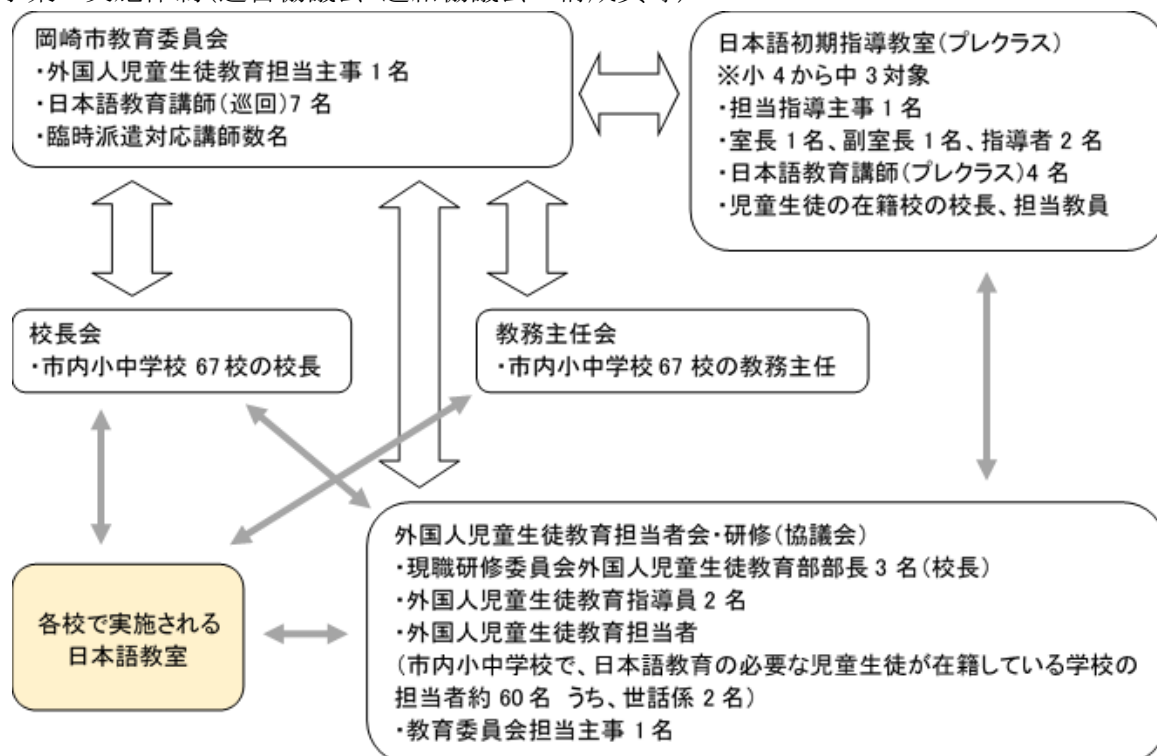 岡崎市教育委員会
・外国人児童生徒教育担当主事 1 名
・日本語教育講師(巡回)7 名
・臨時派遣対応講師数名
日本語初期指導教室(プレクラス)
※小 4 から中 3 対象
・担当指導主事 1 名
・室長 1 名、副室長 1 名、指導者 2 名
・日本語教育講師(プレクラス)4 名
・児童生徒の在籍校の校長、担当教員
校長会
・市内小中学校 67 校の校長
教務主任会
・市内小中学校 67 校の教務主任
外国人児童生徒教育担当者会・研修(協議会)
・現職研修委員会外国人児童生徒教育部部長 3 名(校長)
・外国人児童生徒教育指導員 2 名
・外国人児童生徒教育担当者
(市内小中学校で、日本語教育の必要な児童生徒が在籍している学校の
担当者約 60 名 うち、世話係 2 名)
・教育委員会担当主事 1 名
各校で実施される
日本語教室